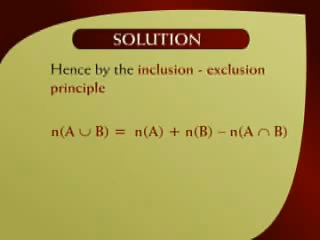 SOLUTION
Hence by the inclusion - exclusion
principle
n(A ∪ B) = n(A) + n(B) – n(A ∩ B)